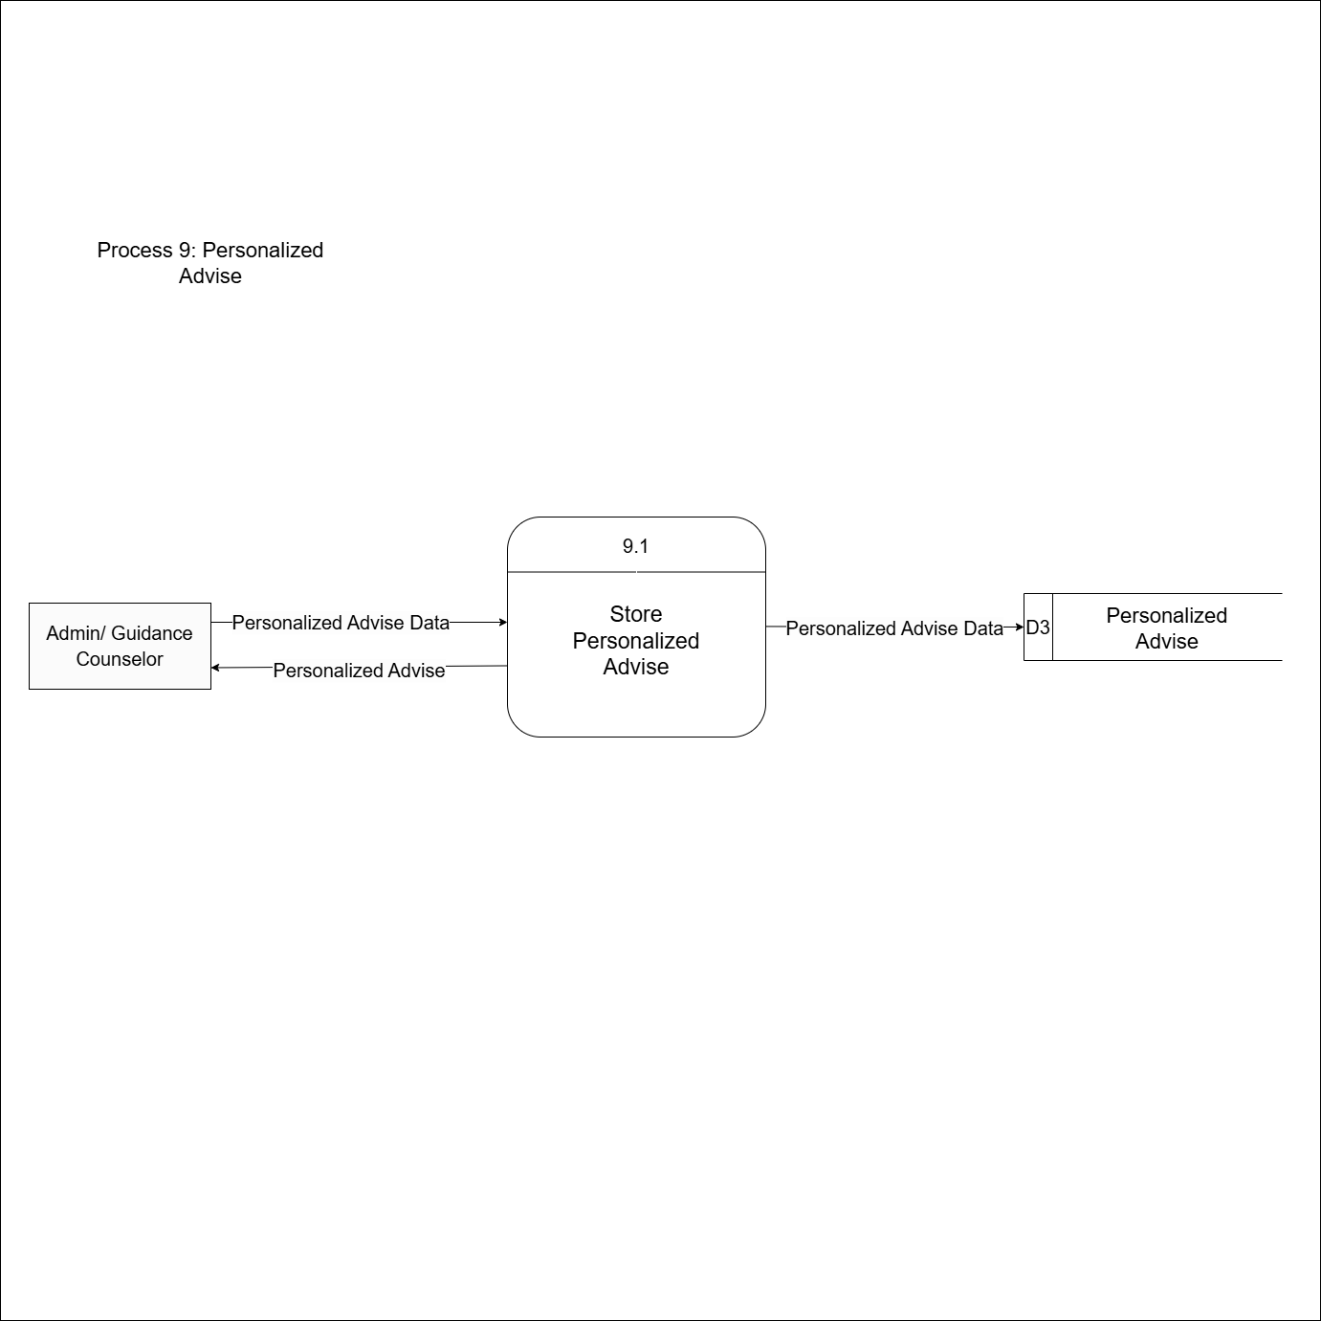 Process 9: Personalized
Advise
9.1
Store
Personalized
Advise
Admin/ Guidance
Counselor
Personalized Advise Data
Personalized Advise
Personalized Advise Data
D3
Personalized
Advise